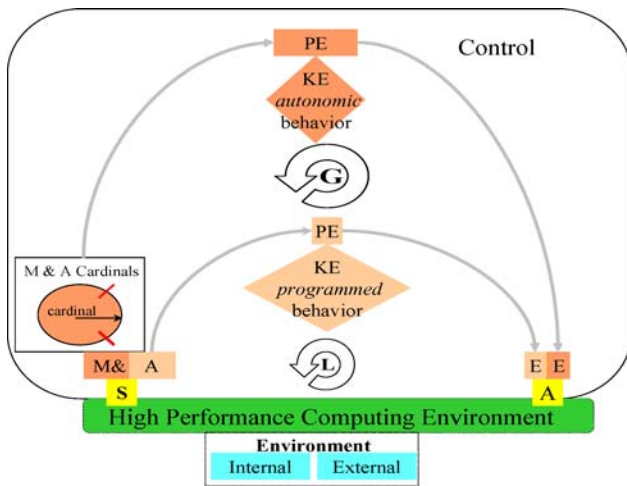 Control
PE
KE
autonomic
behavior
G
PE
KE
programmed
behavior
L
M & A Cardinals
cardinal
M& A
S
E E
A
High Performance Computing Environment
Environment
Internal External